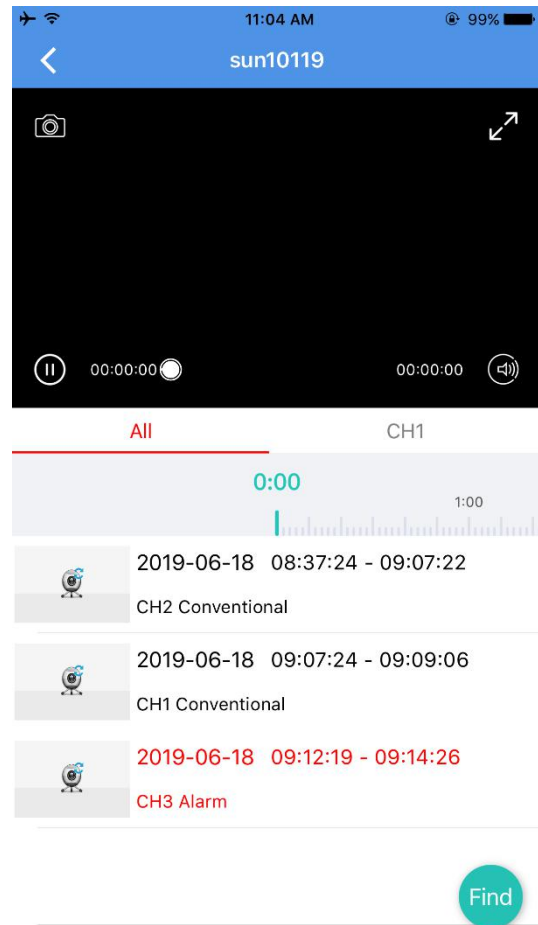 11:04 AM 99%
sun10119
00:00:00 00:00:00
All CH1
0:00
1:00
2019-06-18 08:37:24 - 09:07:22
CH2 Conventional
2019-06-18 09:07:24 - 09:09:06
CH1 Conventional
2019-06-18 09:12:19 - 09:14:26
CH3 Alarm
Find